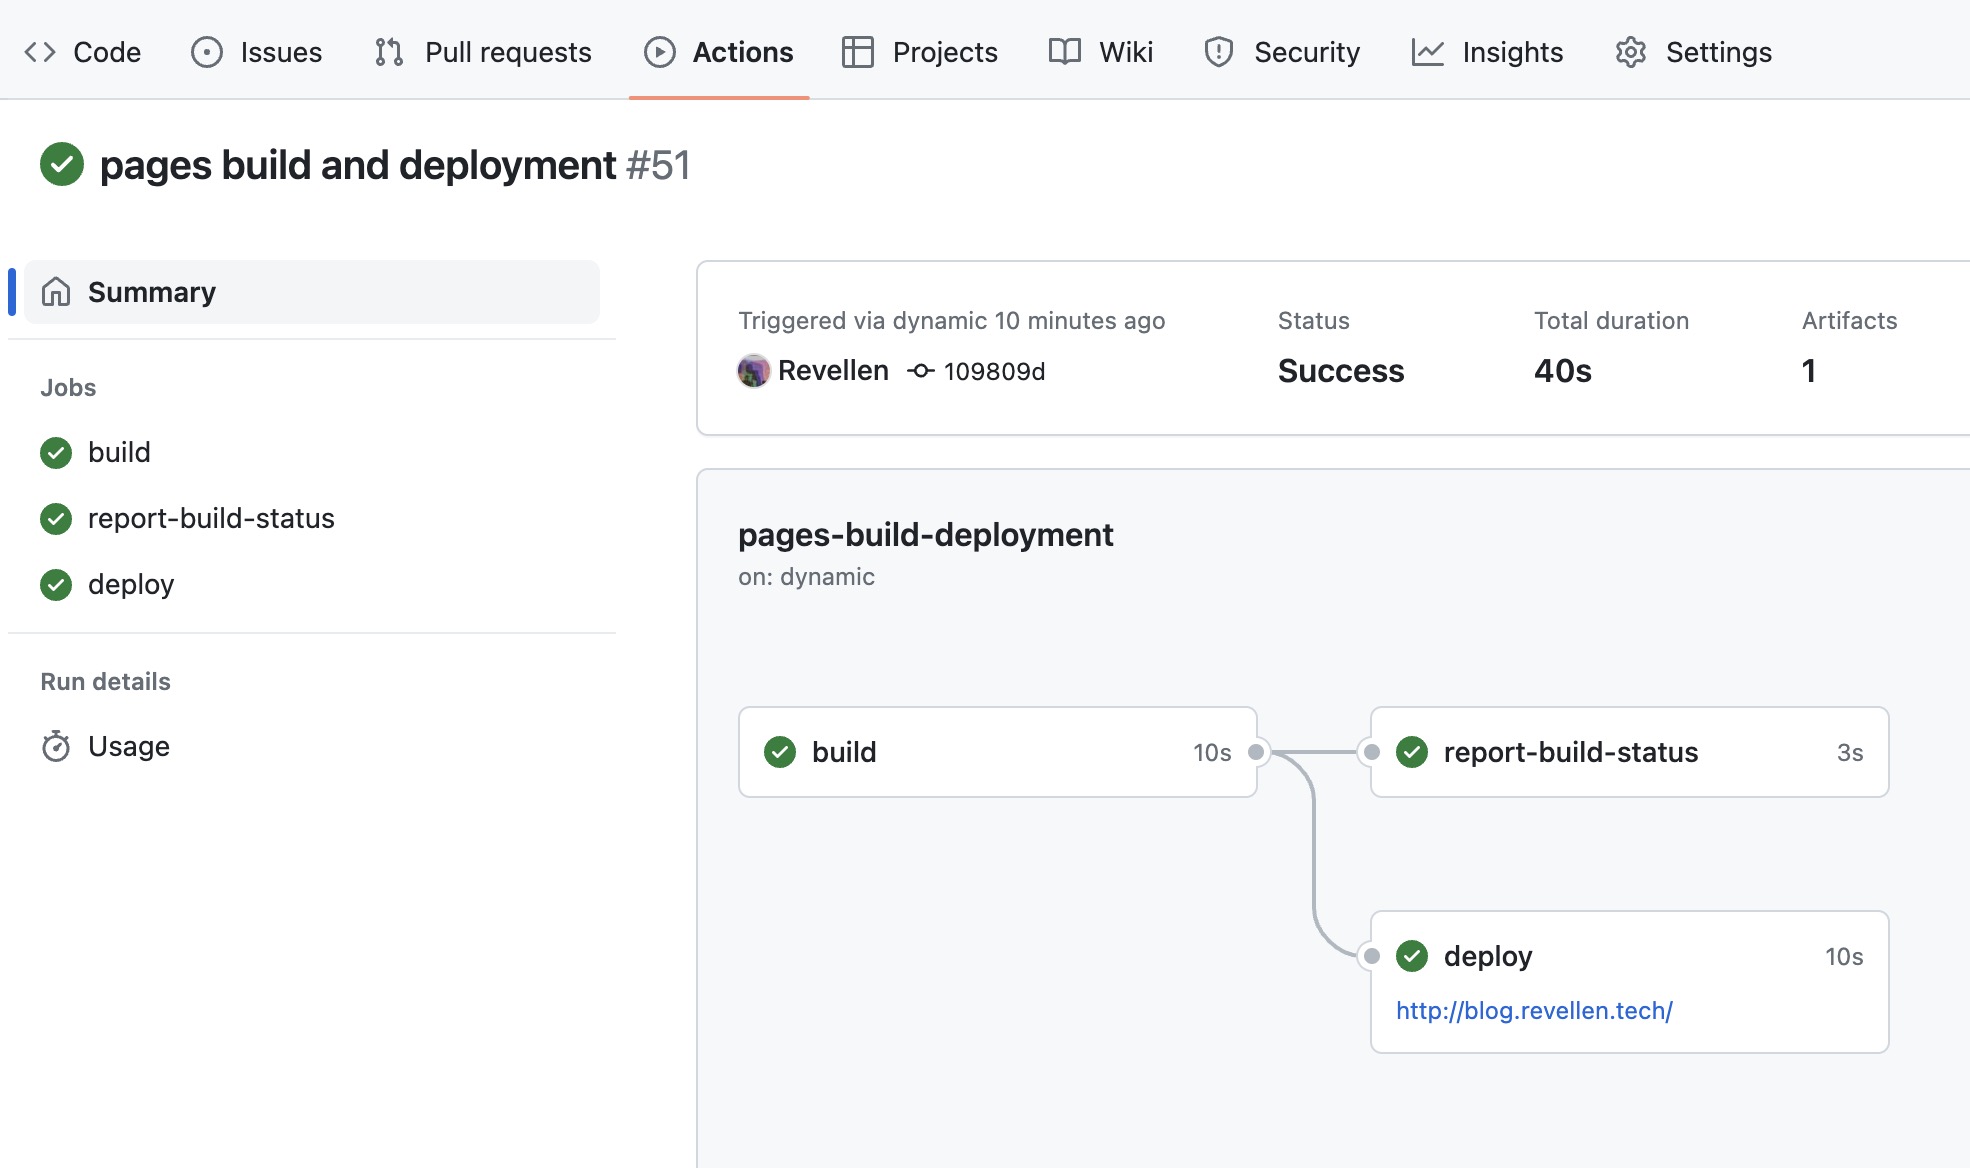 Code Issues Pull requests Actions Projects Wiki Security Insights Settings
pages build and deployment #51
Summary
Jobs
build
report-build-status
deploy
Run details
Usage
Triggered via dynamic 10 minutes ago
Revellen 109809d
Status
Success
Total duration
40s
Artifacts
1
pages-build-deployment
on: dynamic
build 10s
report-build-status 3s
deploy 10s
http://blog.revellen.tech/